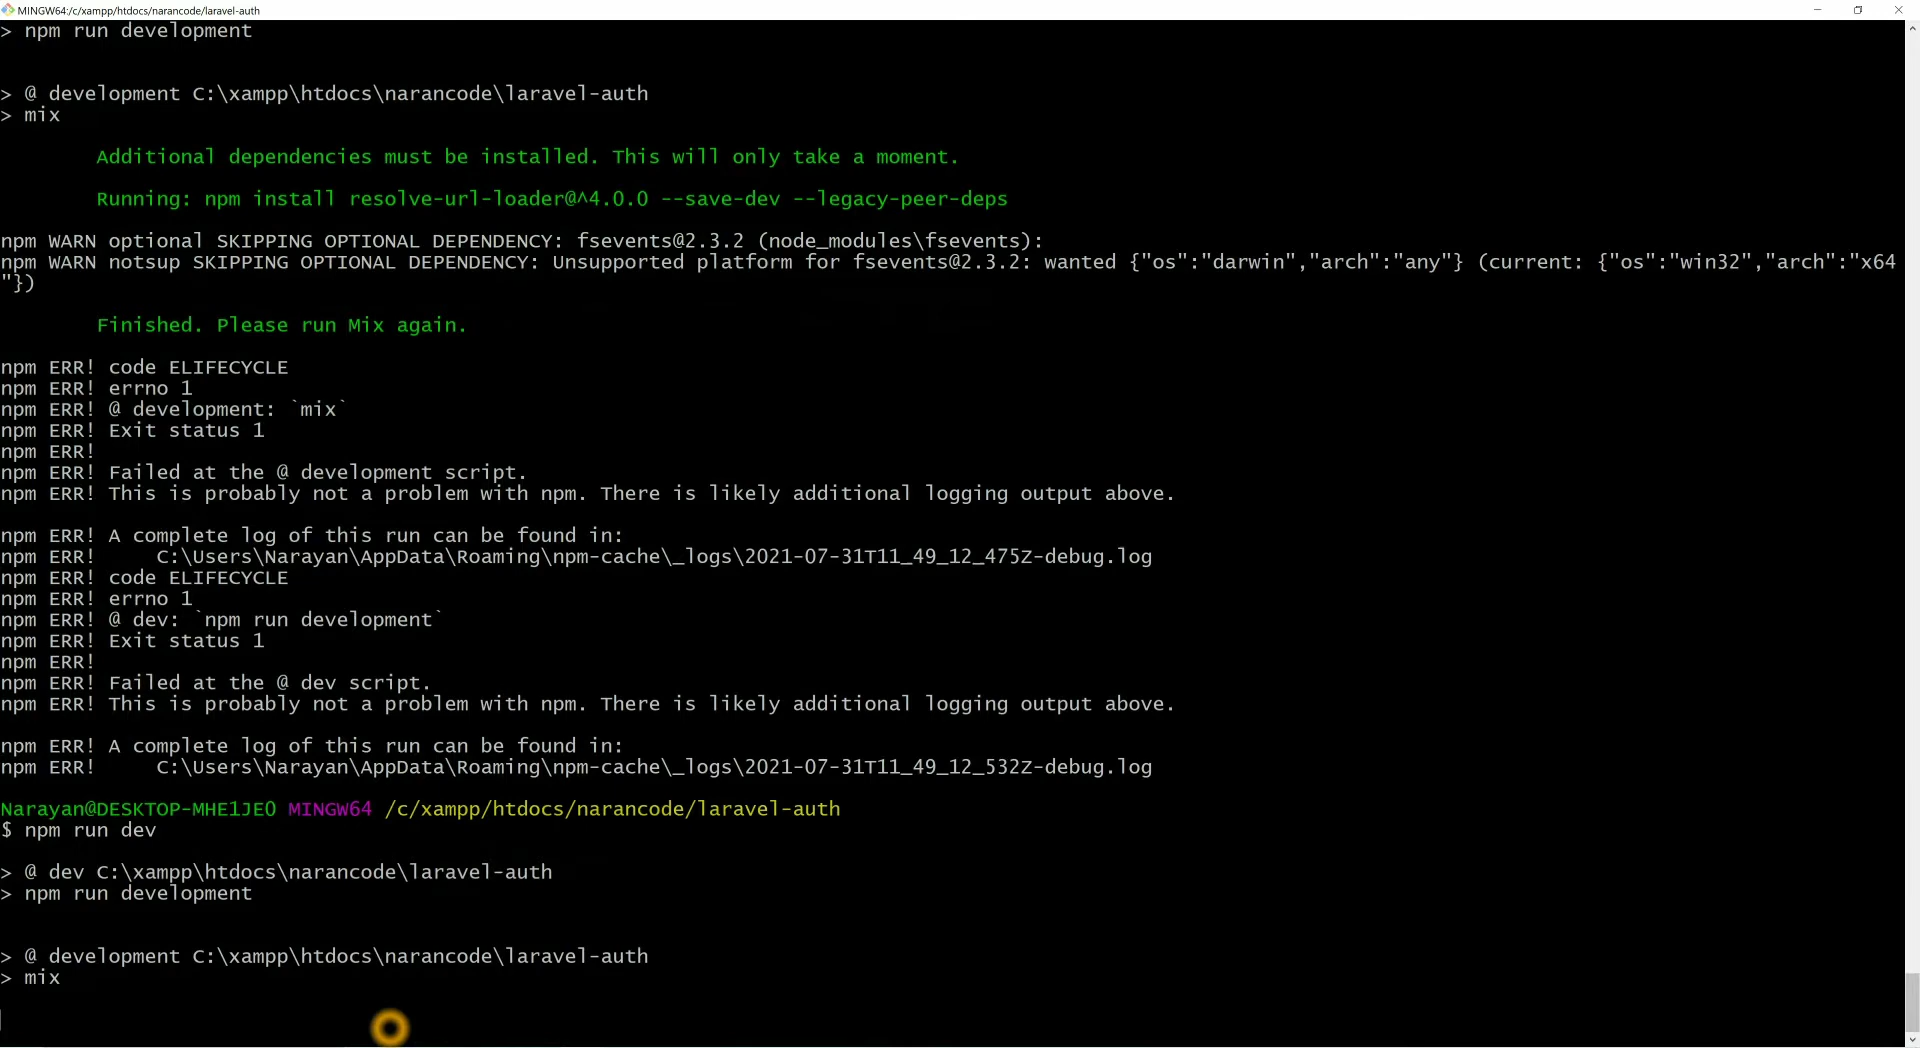 MINGW64:/c/xampp/htdocs/narancode/laravel-auth
> npm run development
> @ development C:\xampp\htdocs\narancode\laravel-auth
> mix
Additional dependencies must be installed. This will only take a moment.
Running: npm install resolve-url-loader@^4.0.0 --save-dev --legacy-peer-deps
npm WARN optional SKIPPING OPTIONAL DEPENDENCY: fsevents@2.3.2 (node_modules\fsevents):
npm WARN notsup SKIPPING OPTIONAL DEPENDENCY: Unsupported platform for fsevents@2.3.2: wanted {"os":"darwin","arch":"any"} (current: {"os":"win32","arch":"x64
"})
Finished. Please run Mix again.
npm ERR! code ELIFECYCLE
npm ERR! errno 1
npm ERR! @ development: `mix`
npm ERR! Exit status 1
npm ERR!
npm ERR! Failed at the @ development script.
npm ERR! This is probably not a problem with npm. There is likely additional logging output above.
npm ERR! A complete log of this run can be found in:
npm ERR!     C:\Users\Narayan\AppData\Roaming\npm-cache\_logs\2021-07-31T11_49_12_475Z-debug.log
npm ERR! code ELIFECYCLE
npm ERR! errno 1
npm ERR! @ dev: `npm run development`
npm ERR! Exit status 1
npm ERR!
npm ERR! Failed at the @ dev script.
npm ERR! This is probably not a problem with npm. There is likely additional logging output above.
npm ERR! A complete log of this run can be found in:
npm ERR!     C:\Users\Narayan\AppData\Roaming\npm-cache\_logs\2021-07-31T11_49_12_532Z-debug.log
Narayan@DESKTOP-MHE1JEO MINGW64 /c/xampp/htdocs/narancode/laravel-auth
$ npm run dev
> @ dev C:\xampp\htdocs\narancode\laravel-auth
> npm run development
> @ development C:\xampp\htdocs\narancode\laravel-auth
> mix